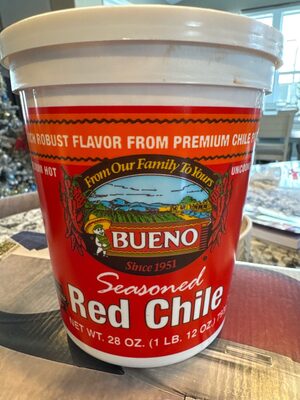 CH ROBUST FLAVOR FROM PREMIUM CHILE
HOT
From Our Family To Yours
BUENO
Since 1951
Seasoned
Red Chile
NET WT. 28 OZ. (1 LB. 12 OZ.)